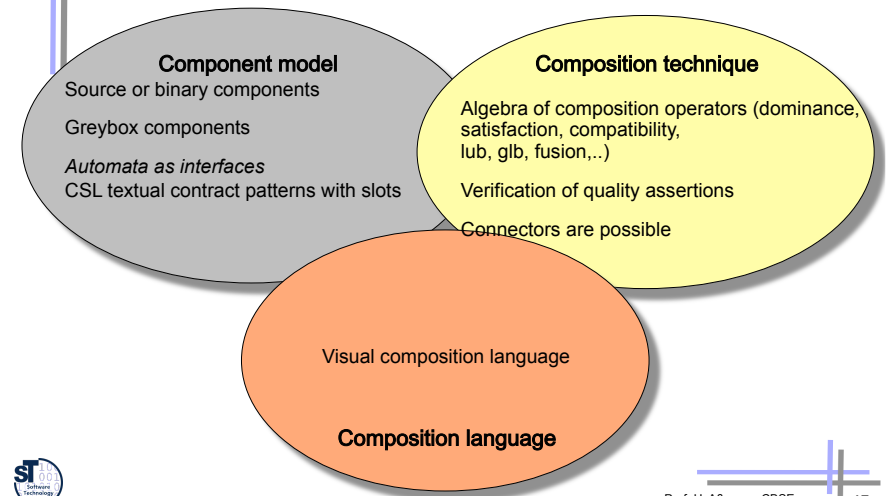 Component model
Source or binary components
Greybox components
Automata as interfaces
CSL textual contract patterns with slots
Composition technique
Algebra of composition operators (dominance,
satisfaction, compatibility,
lub, glb, fusion,..)
Verification of quality assertions
Connectors are possible
Visual composition language
Composition language
ST
Software
Technology